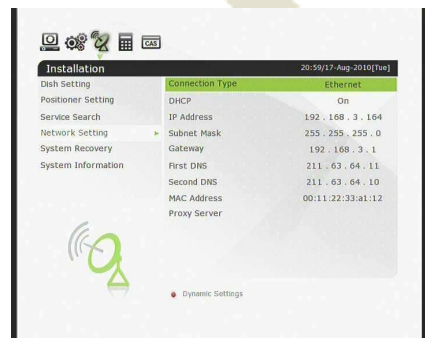 CAS
Installation 20:59/17-Aug-2010[Tue]
Dish Setting
Positioner Setting
Service Search
Network Setting
System Recovery
System Information
Connection Type Ethernet
DHCP On
IP Address 192 . 168 . 3 . 164
Subnet Mask 255 . 255 . 255 . 0
Gateway 192 . 168 . 3 . 1
First DNS 211 . 63 . 64 . 11
Second DNS 211 . 63 . 64 . 10
MAC Address 00:11:22:33:a1:12
Proxy Server
Dynamic Settings